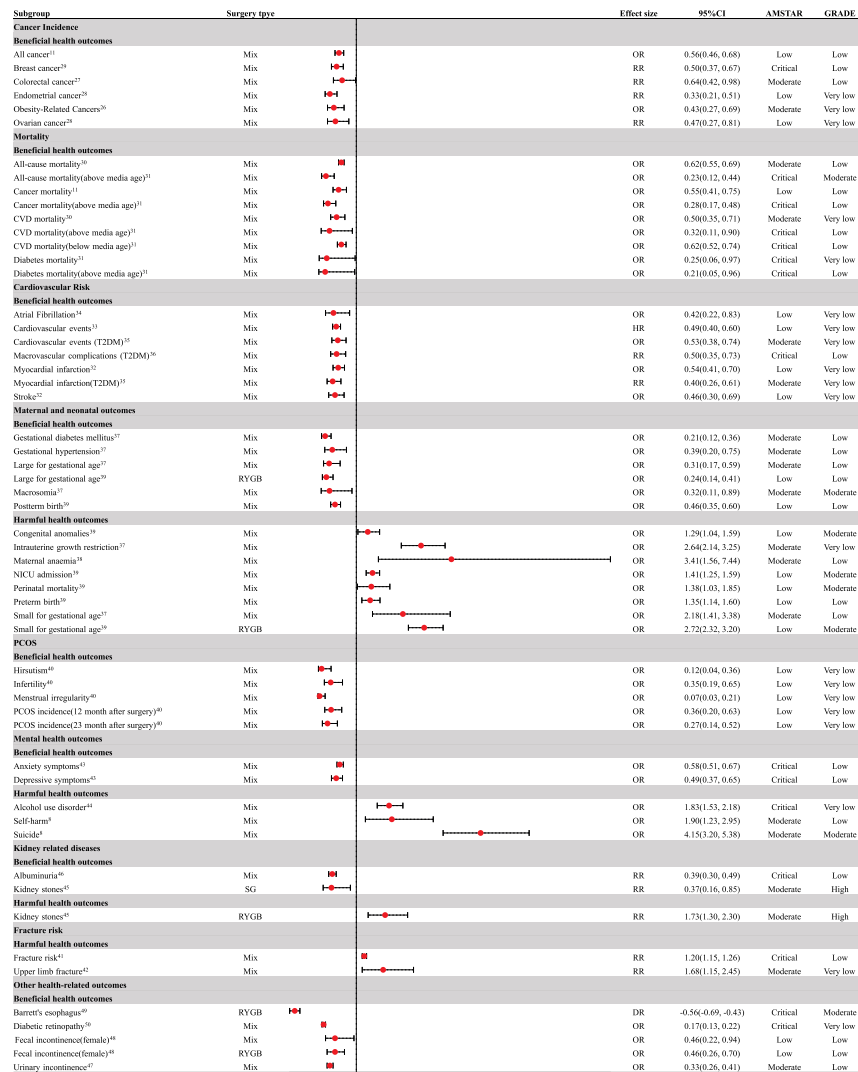 Subgroup Surgery tpye Effect size 95%CI AMSTAR GRADE
Cancer Incidence
Beneficial health outcomes
All cancer¹¹ Mix OR 0.56(0.46, 0.68) Low Low
Breast cancer²⁹ Mix RR 0.50(0.37, 0.67) Critical Low
Colorectal cancer²⁷ Mix RR 0.64(0.42, 0.98) Moderate Low
Endometrial cancer²⁸ Mix RR 0.33(0.21, 0.51) Low Very low
Obesity-Related Cancers²⁶ Mix OR 0.43(0.27, 0.69) Moderate Very low
Ovarian cancer²⁸ Mix RR 0.47(0.27, 0.81) Low Very low
Mortality
Beneficial health outcomes
All-cause mortality³⁰ Mix OR 0.62(0.55, 0.69) Moderate Low
All-cause mortality(above media age)³¹ Mix OR 0.23(0.12, 0.44) Critical Moderate
Cancer mortality¹¹ Mix OR 0.55(0.41, 0.75) Low Low
Cancer mortality(above media age)³¹ Mix OR 0.28(0.17, 0.48) Critical Low
CVD mortality³⁰ Mix OR 0.50(0.35, 0.71) Moderate Very low
CVD mortality(above media age)³¹ Mix OR 0.32(0.11, 0.90) Critical Low
CVD mortality(below media age)³¹ Mix OR 0.62(0.52, 0.74) Critical Low
Diabetes mortality³¹ Mix OR 0.25(0.06, 0.97) Critical Very low
Diabetes mortality(above media age)³¹ Mix OR 0.21(0.05, 0.96) Critical Low
Cardiovascular Risk
Beneficial health outcomes
Atrial Fibrillation³⁴ Mix OR 0.42(0.22, 0.83) Low Very low
Cardiovascular events³³ Mix HR 0.49(0.40, 0.60) Low Very low
Cardiovascular events (T2DM)³⁵ Mix OR 0.53(0.38, 0.74) Moderate Very low
Macrovascular complications (T2DM)³⁶ Mix RR 0.50(0.35, 0.73) Critical Low
Myocardial infarction³² Mix OR 0.54(0.41, 0.70) Low Very low
Myocardial infarction(T2DM)³⁵ Mix RR 0.40(0.26, 0.61) Moderate Very low
Stroke³² Mix OR 0.46(0.30, 0.69) Low Very low
Maternal and neonatal outcomes
Beneficial health outcomes
Gestational diabetes mellitus³⁷ Mix OR 0.21(0.12, 0.36) Moderate Low
Gestational hypertension³⁷ Mix OR 0.39(0.20, 0.75) Moderate Low
Large for gestational age³⁷ Mix OR 0.31(0.17, 0.59) Moderate Low
Large for gestational age³⁹ RYGB OR 0.24(0.14, 0.41) Low Low
Macrosomia³⁷ Mix OR 0.32(0.11, 0.89) Moderate Moderate
Postterm birth³⁹ Mix OR 0.46(0.35, 0.60) Low Low
Harmful health outcomes
Congenital anomalies³⁹ Mix OR 1.29(1.04, 1.59) Low Moderate
Intrauterine growth restriction³⁷ Mix OR 2.64(2.14, 3.25) Moderate Very low
Maternal anaemia³⁸ Mix OR 3.41(1.56, 7.44) Moderate Low
NICU admission³⁹ Mix OR 1.41(1.25, 1.59) Low Moderate
Perinatal mortality³⁹ Mix OR 1.38(1.03, 1.85) Low Moderate
Preterm birth³⁹ Mix OR 1.35(1.14, 1.60) Low Low
Small for gestational age³⁷ Mix OR 2.18(1.41, 3.38) Moderate Low
Small for gestational age³⁹ RYGB OR 2.72(2.32, 3.20) Low Moderate
PCOS
Beneficial health outcomes
Hirsutism⁴⁰ Mix OR 0.12(0.04, 0.36) Low Very low
Infertility⁴⁰ Mix OR 0.35(0.19, 0.65) Low Very low
Menstrual irregularity⁴⁰ Mix OR 0.07(0.03, 0.21) Low Very low
PCOS incidence(12 month after surgery)⁴⁰ Mix OR 0.36(0.20, 0.63) Low Very low
PCOS incidence(23 month after surgery)⁴⁰ Mix OR 0.27(0.14, 0.52) Low Very low
Mental health outcomes
Beneficial health outcomes
Anxiety symptoms⁴³ Mix OR 0.58(0.51, 0.67) Critical Low
Depressive symptoms⁴³ Mix OR 0.49(0.37, 0.65) Critical Low
Harmful health outcomes
Alcohol use disorder⁴⁴ Mix OR 1.83(1.53, 2.18) Critical Very low
Self-harm⁸ Mix OR 1.90(1.23, 2.95) Moderate Low
Suicide⁸ Mix OR 4.15(3.20, 5.38) Moderate Moderate
Kidney related diseases
Beneficial health outcomes
Albuminuria⁴⁶ Mix RR 0.39(0.30, 0.49) Critical Low
Kidney stones⁴⁵ SG RR 0.37(0.16, 0.85) Moderate High
Harmful health outcomes
Kidney stones⁴⁵ RYGB RR 1.73(1.30, 2.30) Moderate High
Fracture risk
Harmful health outcomes
Fracture risk⁴¹ Mix RR 1.20(1.15, 1.26) Critical Low
Upper limb fracture⁴² Mix RR 1.68(1.15, 2.45) Moderate Very low
Other health-related outcomes
Beneficial health outcomes
Barrett's esophagus⁴⁹ RYGB DR -0.56(-0.69, -0.43) Critical Moderate
Diabetic retinopathy⁵⁰ Mix OR 0.17(0.13, 0.22) Critical Very low
Fecal incontinence(female)⁴⁸ Mix OR 0.46(0.22, 0.94) Low Low
Fecal incontinence(female)⁴⁸ RYGB OR 0.46(0.26, 0.70) Low Low
Urinary incontinence⁴⁷ Mix OR 0.33(0.26, 0.41) Moderate Low